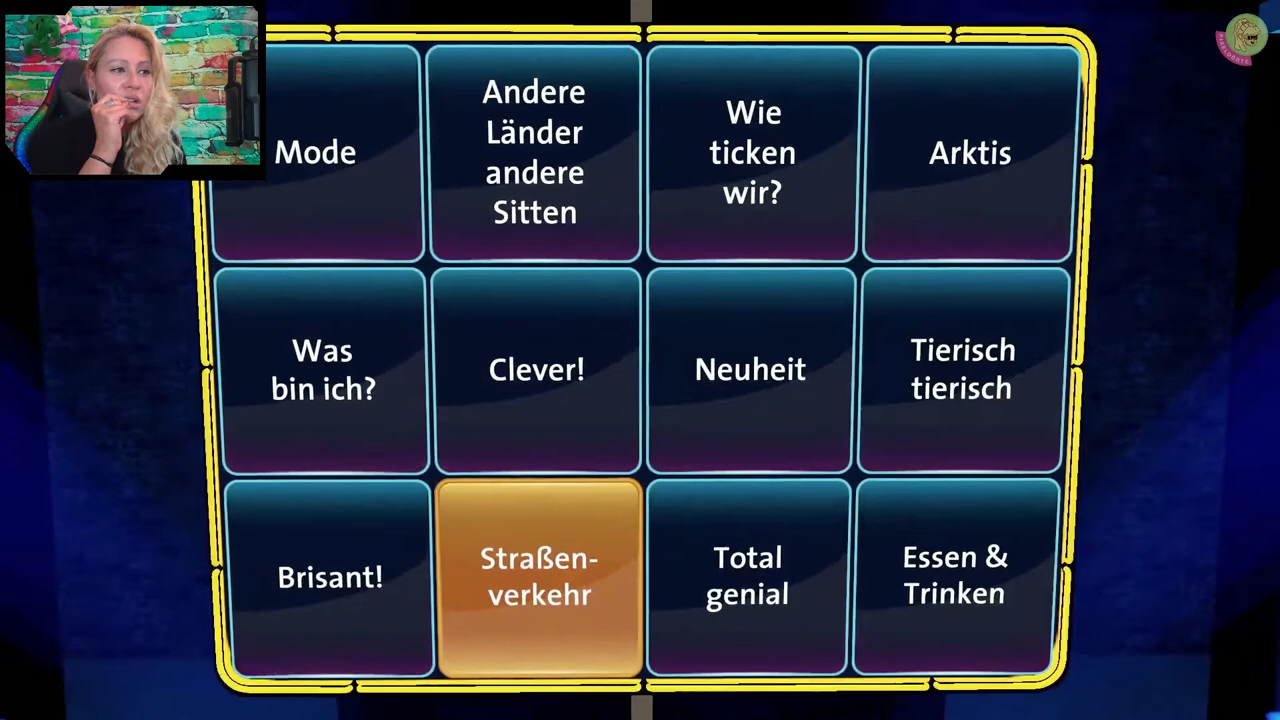 Mode
Andere
Länder
andere
Sitten
Wie
ticken
wir?
Arktis
Was
bin ich?
Clever!
Neuheit
Tierisch
tierisch
Brisant!
Straßen-
verkehr
Total
genial
Essen &
Trinken